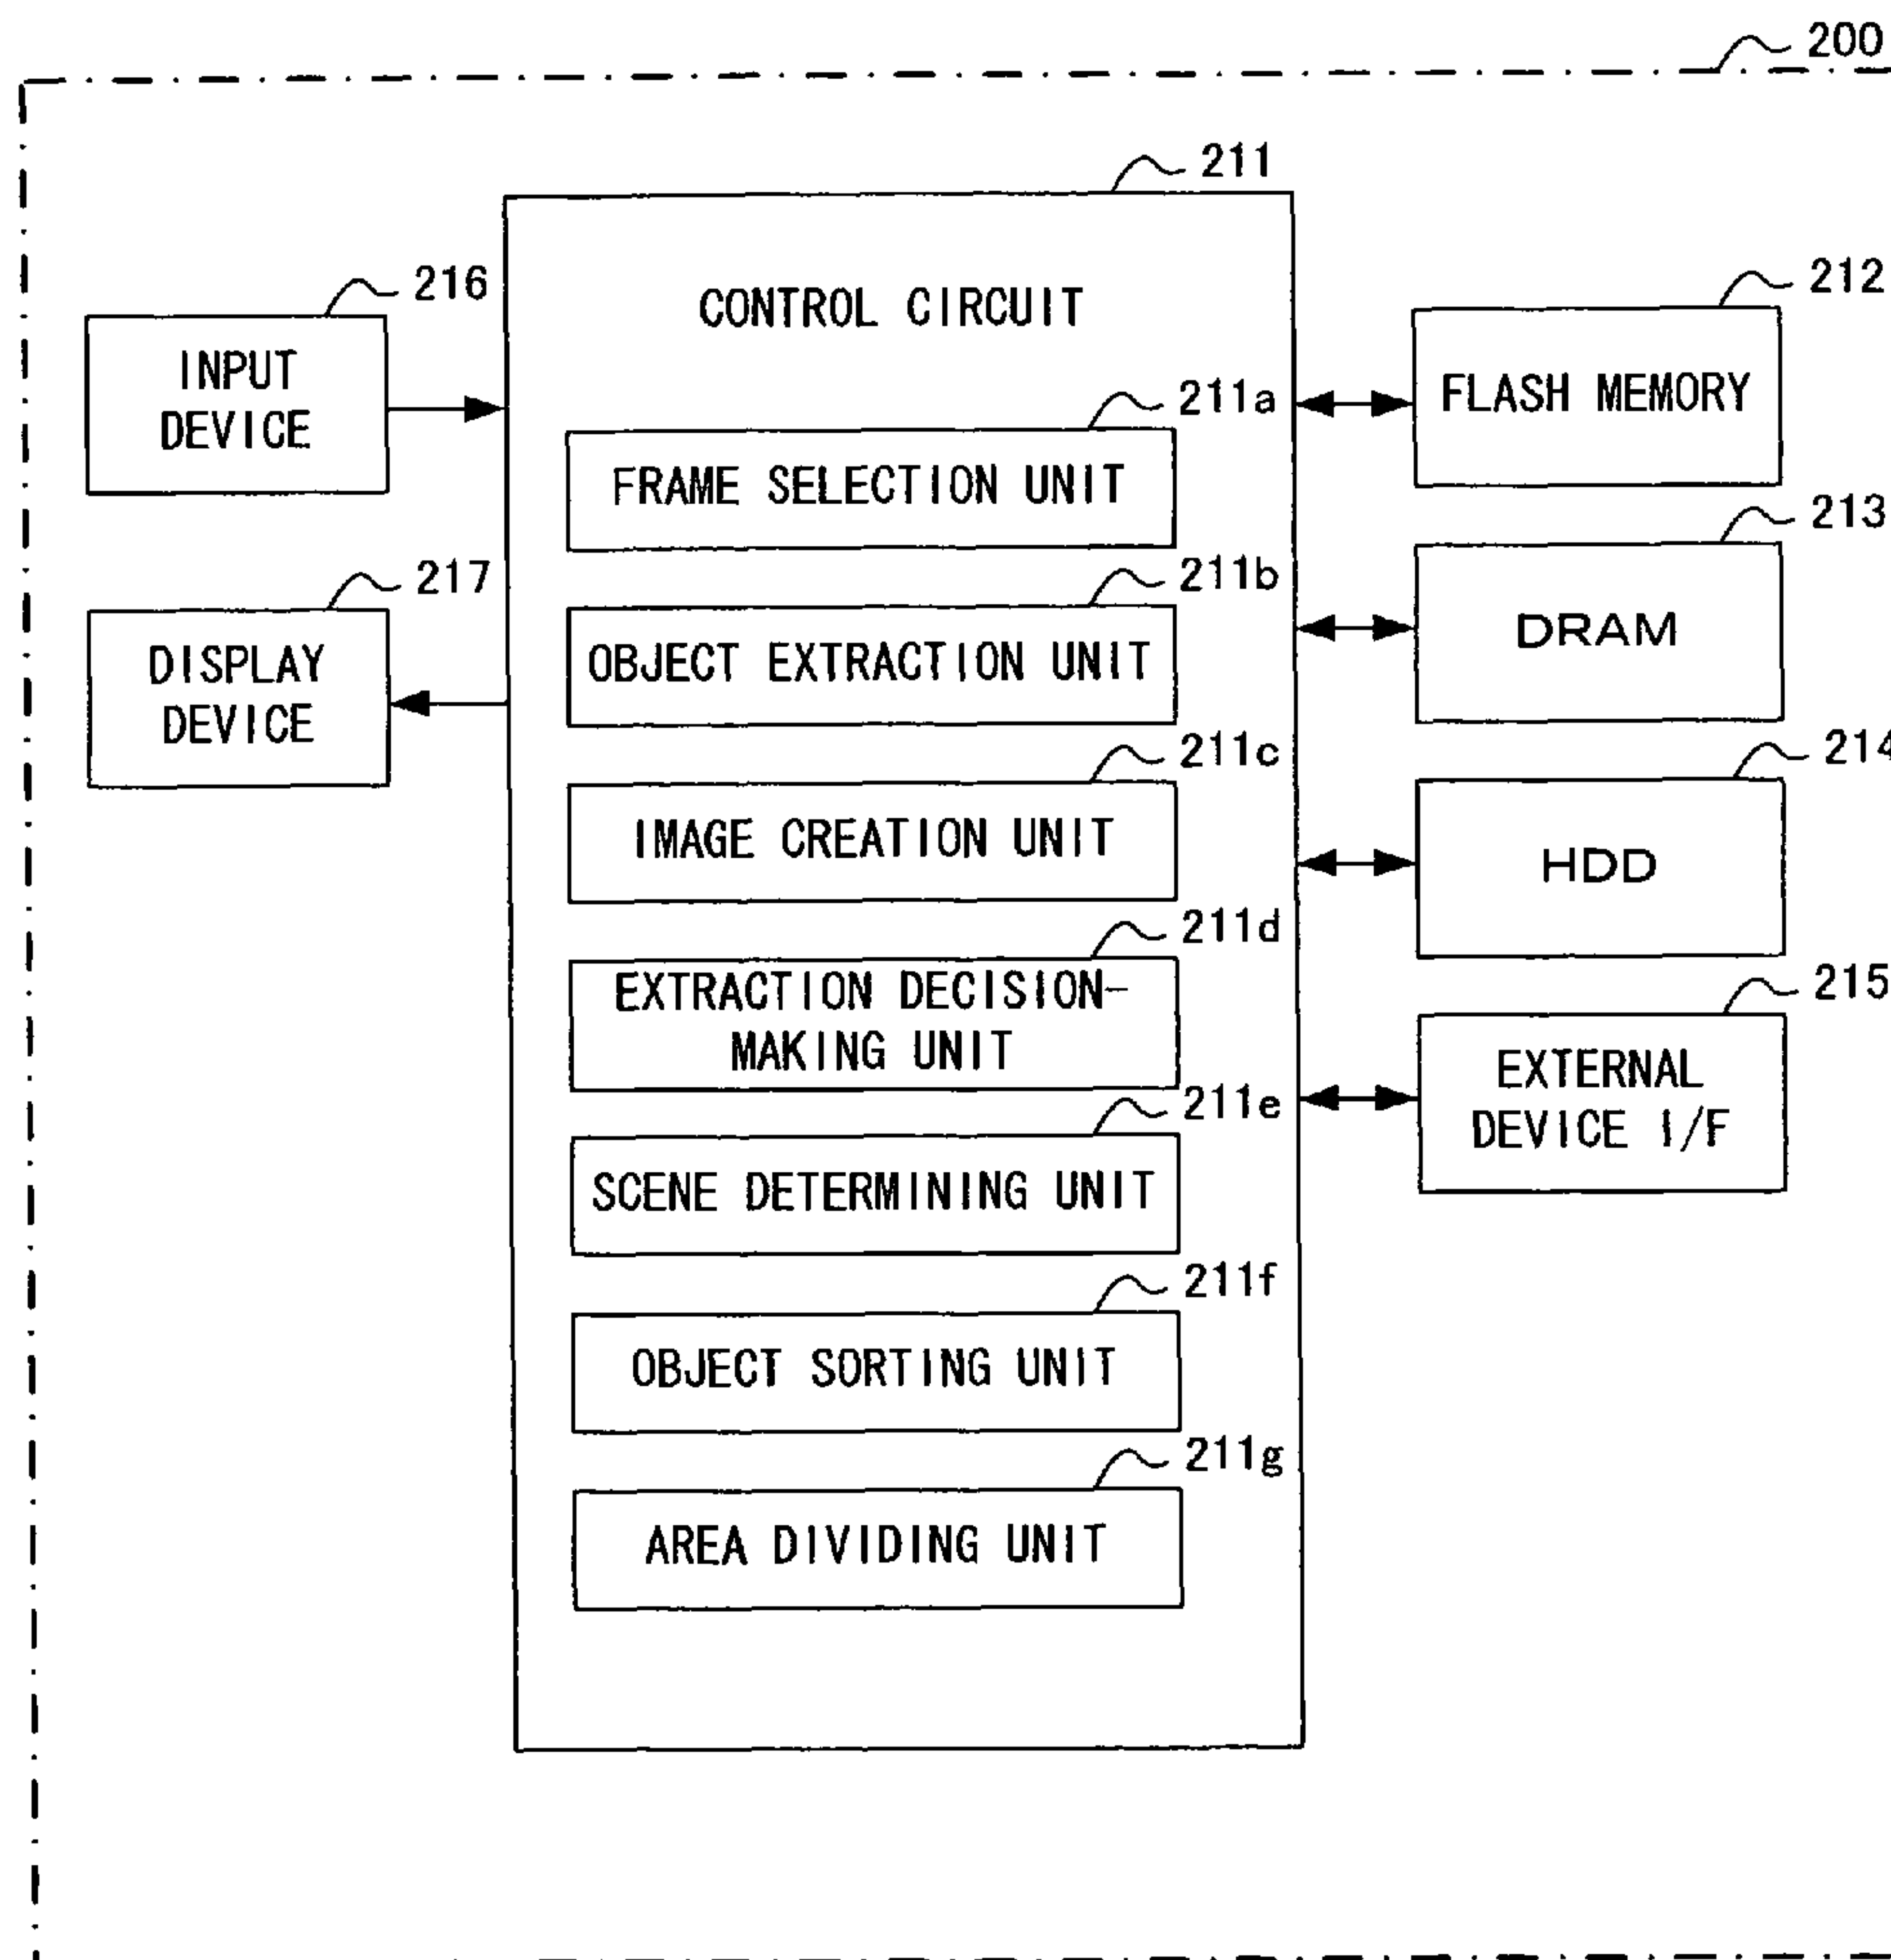 200
211
216
INPUT
DEVICE
217
DISPLAY
DEVICE
CONTROL CIRCUIT
211a
FRAME SELECTION UNIT
211b
OBJECT EXTRACTION UNIT
211c
IMAGE CREATION UNIT
211d
EXTRACTION DECISION-
MAKING UNIT
211e
SCENE DETERMINING UNIT
211f
OBJECT SORTING UNIT
211g
AREA DIVIDING UNIT
212
FLASH MEMORY
213
DRAM
214
HDD
215
EXTERNAL
DEVICE I/F